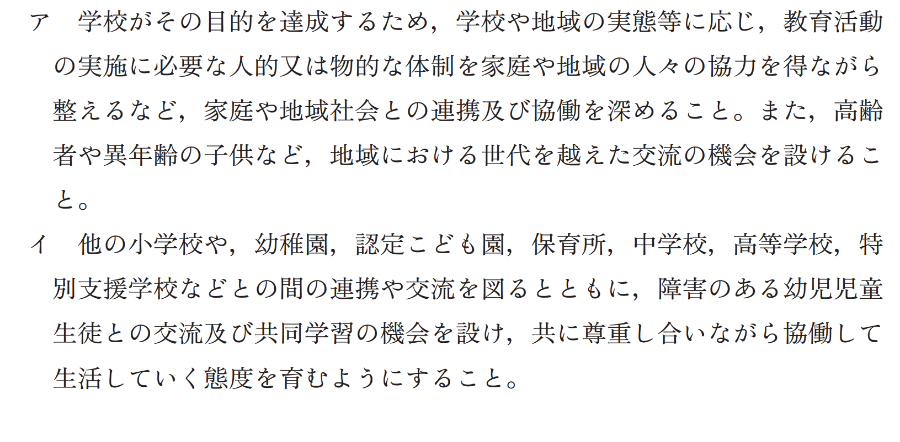 ア　学校がその目的を達成するため，学校や地域の実態等に応じ，教育活動
の実施に必要な人的又は物的な体制を家庭や地域の人々の協力を得ながら
整えるなど，家庭や地域社会との連携及び協働を深めること。また，高齢
者や異年齢の子供など，地域における世代を越えた交流の機会を設けるこ
と。
イ　他の小学校や，幼稚園，認定こども園，保育所，中学校，高等学校，特
別支援学校などとの間の連携や交流を図るとともに，障害のある幼児児童
生徒との交流及び共同学習の機会を設け，共に尊重し合いながら協働して
生活していく態度を育むようにすること。